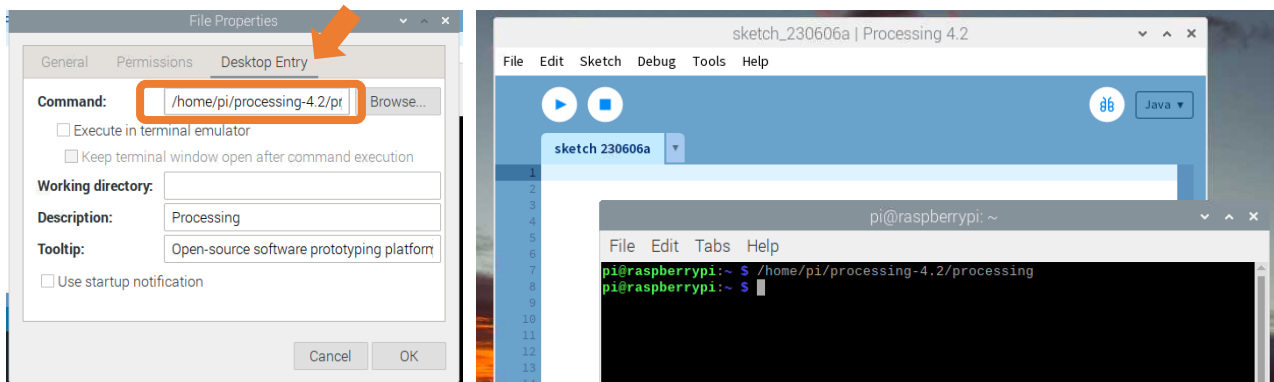 File Properties
General Permissions Desktop Entry
Command: /home/pi/processing-4.2/pr Browse...
Execute in terminal emulator
Keep terminal window open after command execution
Working directory:
Description: Processing
Tooltip: Open-source software prototyping platform
Use startup notification
Cancel OK
sketch_230606a | Processing 4.2
File Edit Sketch Debug Tools Help
Java ▾
sketch 230606a ▾
1
2
3
4
5
6
7
8
9
10
11
12
13
pi@raspberrypi: ~
File Edit Tabs Help
pi@raspberrypi:~ $ /home/pi/processing-4.2/processing
pi@raspberrypi:~ $